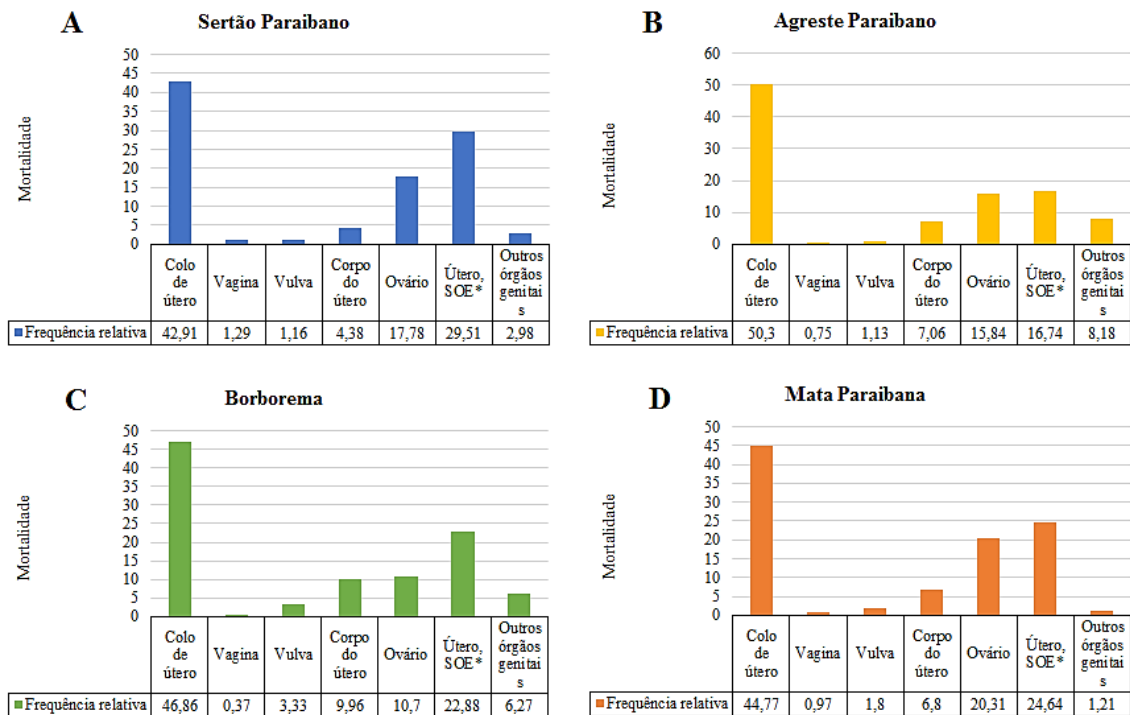 A
Sertão Paraibano
Mortalidade
50
45
40
35
30
25
20
15
10
5
0
Colo
de
útero
Vagina
Vulva
Corpo
do
útero
Ovário
Útero,
SOE*
Outros
órgãos
genitai
s
Frequência relativa 42,91 1,29 1,16 4,38 17,78 29,51 2,98
B
Agreste Paraibano
Mortalidade
60
50
40
30
20
10
0
Colo
de
útero
Vagina
Vulva
Corpo
do
útero
Ovário
Útero,
SOE*
Outros
órgãos
genitai
s
Frequência relativa 50,3 0,75 1,13 7,06 15,84 16,74 8,18
C
Borborema
Mortalidade
50
45
40
35
30
25
20
15
10
5
0
Colo
de
útero
Vagina
Vulva
Corpo
do
útero
Ovário
Útero,
SOE*
Outros
órgãos
genitai
s
Frequência relativa 46,86 0,37 3,33 9,96 10,7 22,88 6,27
D
Mata Paraibana
Mortalidade
50
45
40
35
30
25
20
15
10
5
0
Colo
de
útero
Vagina
Vulva
Corpo
do
útero
Ovário
Útero,
SOE*
Outros
órgãos
genitai
s
Frequência relativa 44,77 0,97 1,8 6,8 20,31 24,64 1,21